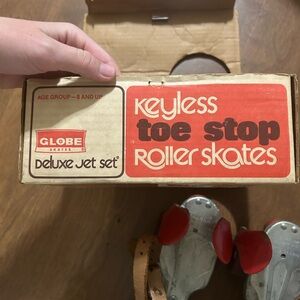 AGE GROUP—8 AND UP
GLOBE
SKATES
Deluxe Jet Set
Keyless
toe stop
Roller Skates